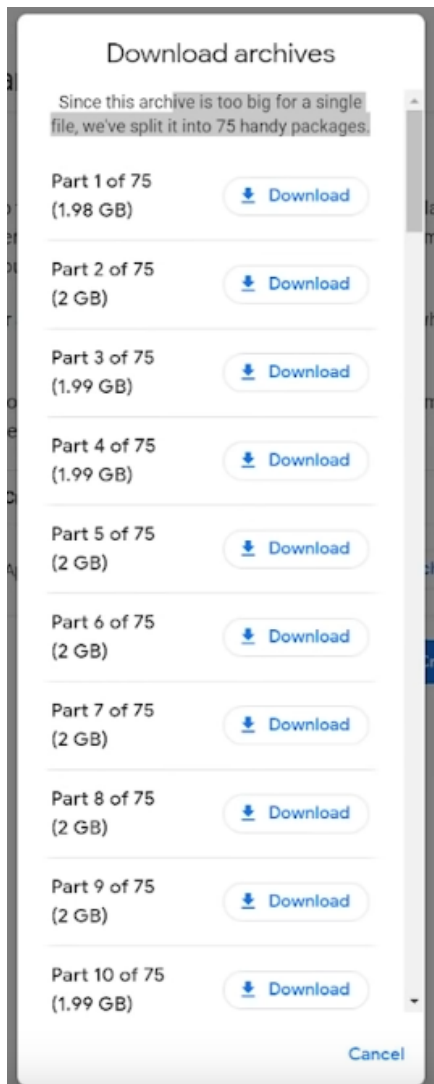 Download archives
Since this archive is too big for a single
file, we've split it into 75 handy packages.
Part 1 of 75
(1.98 GB)
Download
Part 2 of 75
(2 GB)
Download
Part 3 of 75
(1.99 GB)
Download
Part 4 of 75
(1.99 GB)
Download
Part 5 of 75
(2 GB)
Download
Part 6 of 75
(2 GB)
Download
Part 7 of 75
(2 GB)
Download
Part 8 of 75
(2 GB)
Download
Part 9 of 75
(2 GB)
Download
Part 10 of 75
(1.99 GB)
Download
Cancel